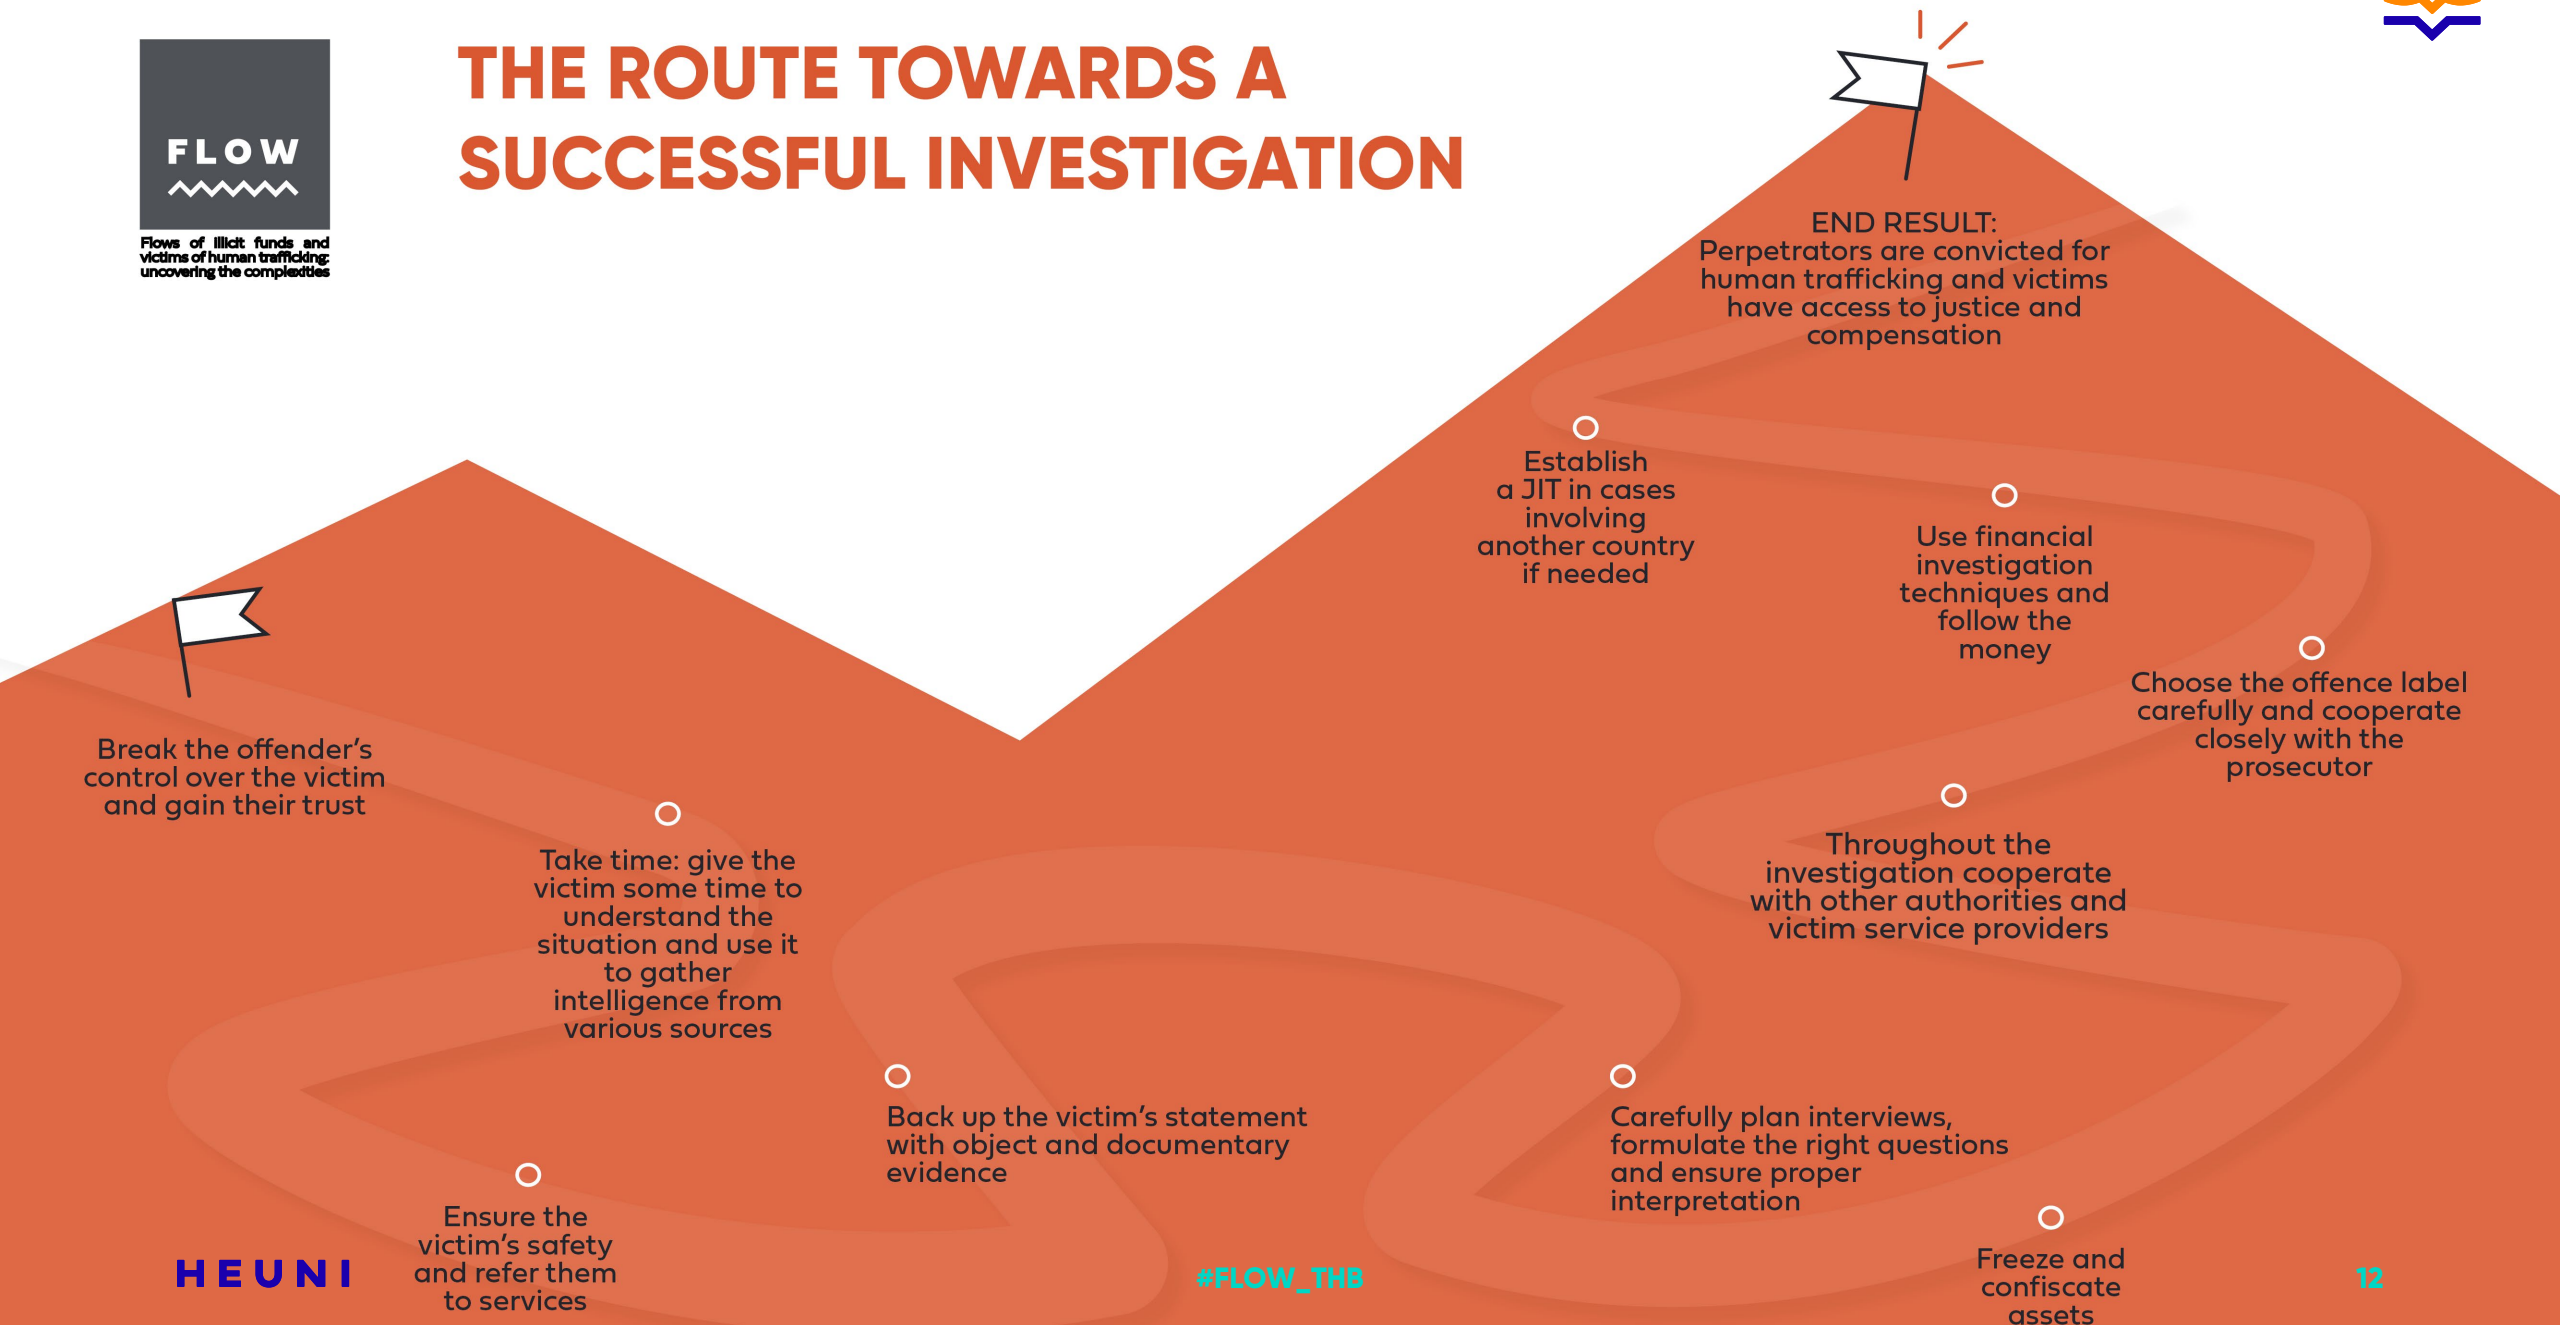 THE ROUTE TOWARDS A
SUCCESSFUL INVESTIGATION
FLOW
Flows of illicit funds and
victims of human trafficking:
uncovering the complexities
Break the offender's
control over the victim
and gain their trust
Take time: give the
victim some time to
understand the
situation and use it
to gather
intelligence from
various sources
Ensure the
victim's safety
and refer them
to services
Back up the victim's statement
with object and documentary
evidence
Carefully plan interviews,
formulate the right questions
and ensure proper
interpretation
Freeze and
confiscate
assets
Throughout the
investigation cooperate
with other authorities and
victim service providers
Choose the offence label
carefully and cooperate
closely with the
prosecutor
Use financial
investigation
techniques and
follow the
money
Establish
a JIT in cases
involving
another country
if needed
END RESULT:
Perpetrators are convicted for
human trafficking and victims
have access to justice and
compensation
HEUNI
#FLOW_THB
12